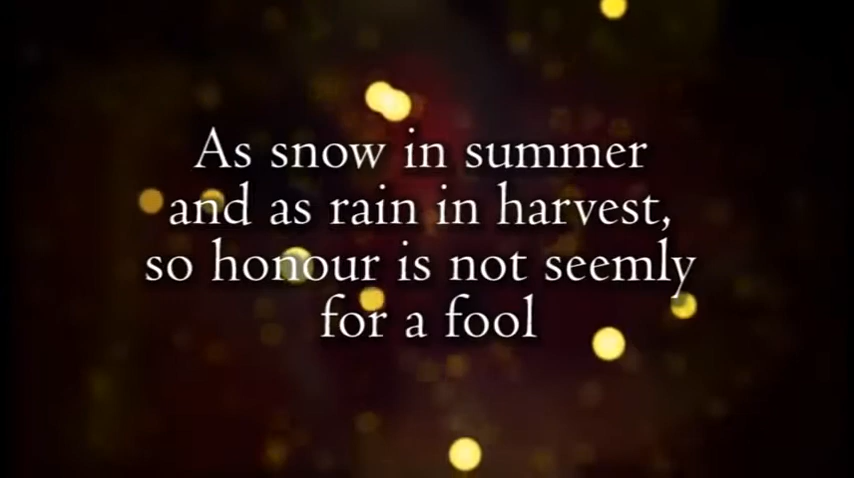 As snow in summer
and as rain in harvest,
so honour is not seemly
for a fool